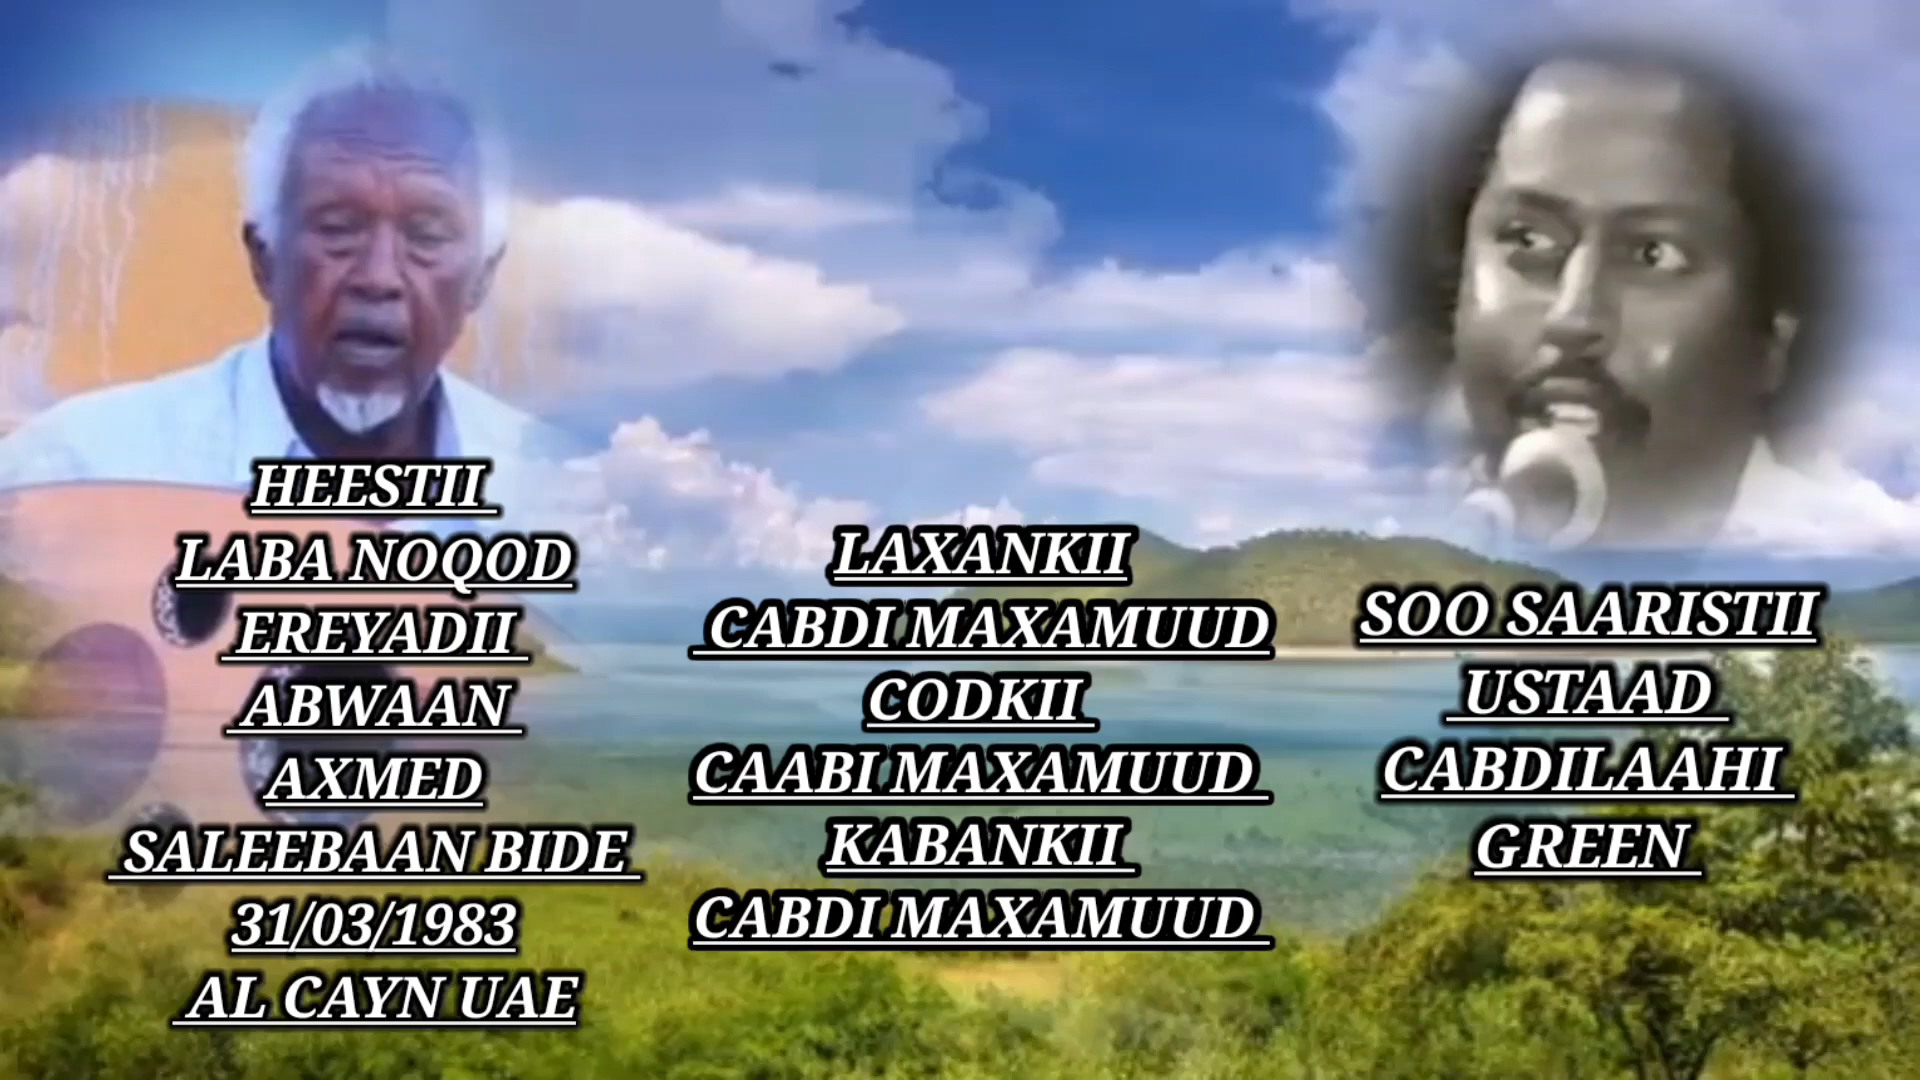 HEESTII
LABA NOQOD
EREYADII
ABWAAN
AXMED
SALEEBAAN BIDE
31/03/1983
AL CAYN UAE
LAXANKII
CABDI MAXAMUUD
CODKII
CAABI MAXAMUUD
KABANKII
CABDI MAXAMUUD
SOO SAARISTII
USTAAD
CABDILAAHI
GREEN